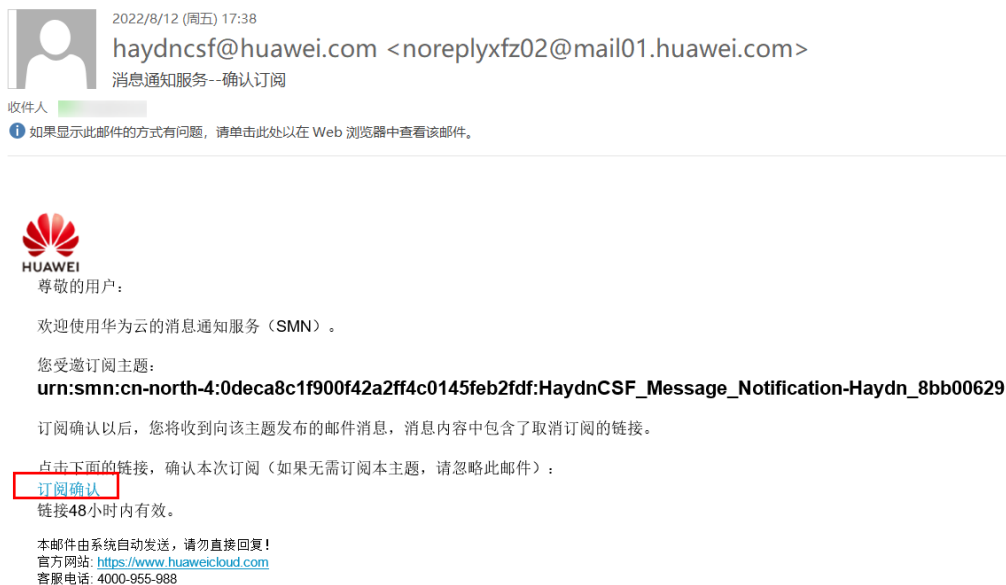 2022/8/12 (周五) 17:38
haydncsf@huawei.com <noreplyxfz02@mail01.huawei.com>
消息通知服务--确认订阅
收件人
如果显示此邮件的方式有问题，请单击此处以在 Web 浏览器中查看该邮件。
HUAWEI
尊敬的用户：
欢迎使用华为云的消息通知服务（SMN）。
您受邀订阅主题：
urn:smn:cn-north-4:0deca8c1f900f42a2ff4c0145feb2fdf:HaydnCSF_Message_Notification-Haydn_8bb00629
订阅确认以后，您将收到向该主题发布的邮件消息，消息内容中包含了取消订阅的链接。
点击下面的链接，确认本次订阅（如果无需订阅本主题，请忽略此邮件）：
订阅确认
链接48小时内有效。
本邮件由系统自动发送，请勿直接回复！
官方网站: https://www.huaweicloud.com
客服电话: 4000-955-988